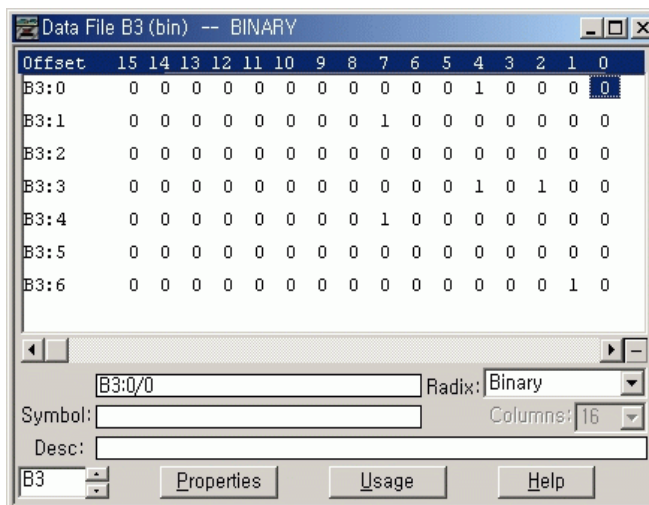 Data File B3 (bin) -- BINARY
Offset 15 14 13 12 11 10 9 8 7 6 5 4 3 2 1 0
B3:0 0 0 0 0 0 0 0 0 0 0 0 1 0 0 0 0
B3:1 0 0 0 0 0 0 0 0 1 0 0 0 0 0 0 0
B3:2 0 0 0 0 0 0 0 0 0 0 0 0 0 0 0 0
B3:3 0 0 0 0 0 0 0 0 0 0 0 1 0 1 0 0
B3:4 0 0 0 0 0 0 0 0 1 0 0 0 0 0 0 0
B3:5 0 0 0 0 0 0 0 0 0 0 0 0 0 0 0 0
B3:6 0 0 0 0 0 0 0 0 0 0 0 0 0 0 1 0
B3:0/0 Radix: Binary
Symbol: Columns: 16
Desc:
B3 Properties Usage Help